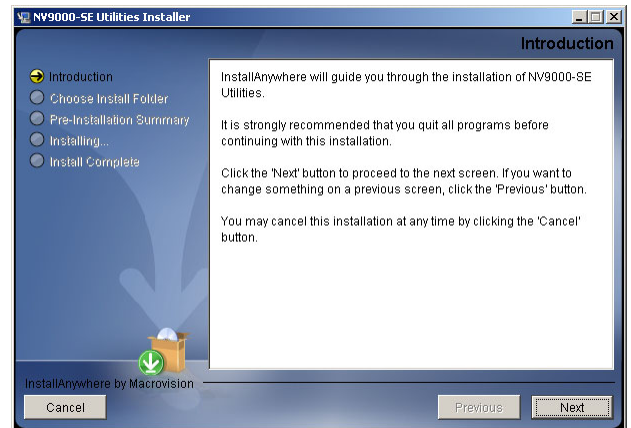 NV9000-SE Utilities Installer
Introduction
Introduction
Choose Install Folder
Pre-Installation Summary
Installing...
Install Complete
InstallAnywhere will guide you through the installation of NV9000-SE
Utilities.
It is strongly recommended that you quit all programs before
continuing with this installation.
Click the 'Next' button to proceed to the next screen. If you want to
change something on a previous screen, click the 'Previous' button.
You may cancel this installation at any time by clicking the 'Cancel'
button.
InstallAnywhere by Macrovision
Cancel
Previous
Next